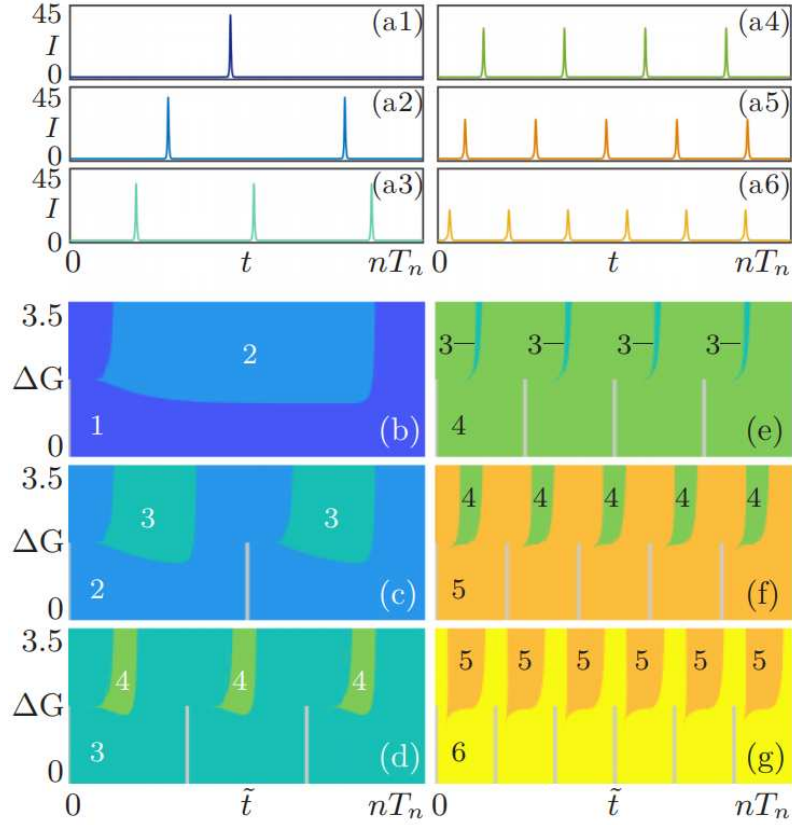 45 (a1) (a4)
I
0
45 (a2) (a5)
I
0
45 (a3) (a6)
I
0
0 t nTₙ 0 t nTₙ
3.5 2 3 3 3 3
ΔG
0 1 (b) 4 (e)
3.5 3 3 4 4 4 4 4
ΔG
0 2 (c) 5 (f)
3.5 4 4 4 5 5 5 5 5 5
ΔG
0 3 (d) 6 (g)
0 t̃ nTₙ 0 t̃ nTₙ